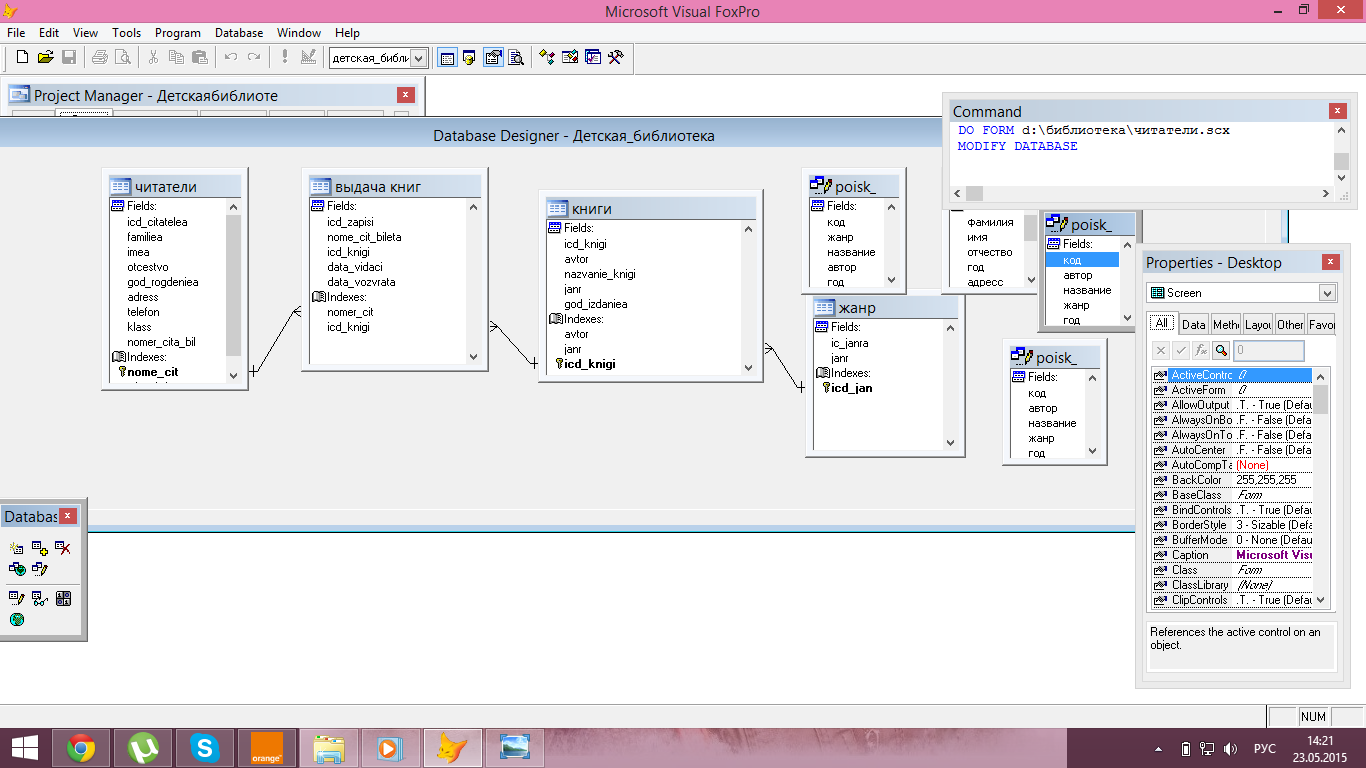 Microsoft Visual FoxPro
File Edit View Tools Program Database Window Help
детская_библи
Project Manager - Детскаябиблиоте
Database Designer - Детская_библиотека
Command
DO FORM d:\библиотека\читатели.scx
MODIFY DATABASE
читатели
Fields:
icd_citatelea
familiea
imea
otcestvo
god_rogdeniea
adress
telefon
klass
nomer_cita_bil
Indexes:
nome_cit
выдача книг
Fields:
icd_zapisi
nome_cit_bileta
icd_knigi
data_vidaci
data_vozvrata
Indexes:
nomer_cit
icd_knigi
книги
Fields:
icd_knigi
avtor
nazvanie_knigi
janr
god_izdaniea
Indexes:
avtor
janr
icd_knigi
poisk_
Fields:
код
жанр
название
автор
год
жанр
Fields:
ic_janra
janr
Indexes:
icd_jan
фамилия
имя
отчество
год
адресс
poisk_
Fields:
код
автор
название
жанр
год
poisk_
Fields:
код
автор
название
жанр
год
Properties - Desktop
Screen
All Data Meth Layou Other Favor
0
ActiveContro 0
ActiveForm 0
AllowOutput .T. - True (Defau
AlwaysOnBo .F. - False (Defa
AlwaysOnTo .F. - False (Defa
AutoCenter .F. - False (Defa
AutoCompTa (None)
BackColor 255,255,255
BaseClass Form
BindControls .T. - True (Defau
BorderStyle 3 - Sizable (Defa
BufferMode 0 - None (Defau
Caption Microsoft Visu
Class Form
ClassLibrary (None)
ClipControls .T. - True (Defau
References the active control on an
object.
Databas
NUM
orange
РУС
14:21
23.05.2015